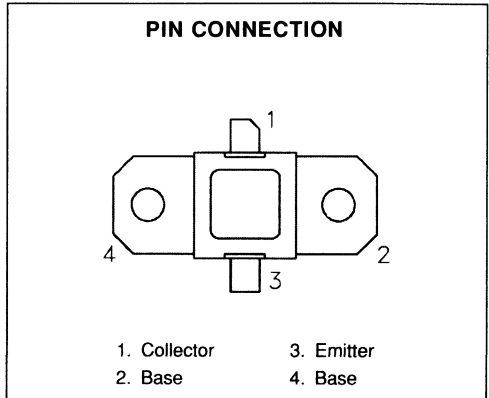 PIN CONNECTION
1
4
2
3
1. Collector
3. Emitter
2. Base
4. Base